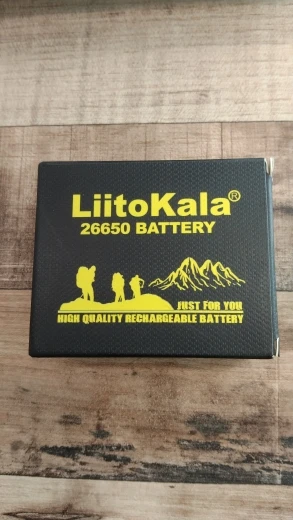 LiitoKala®
26650 BATTERY
JUST FOR YOU
HIGH QUALITY RECHARGEABLE BATTERY